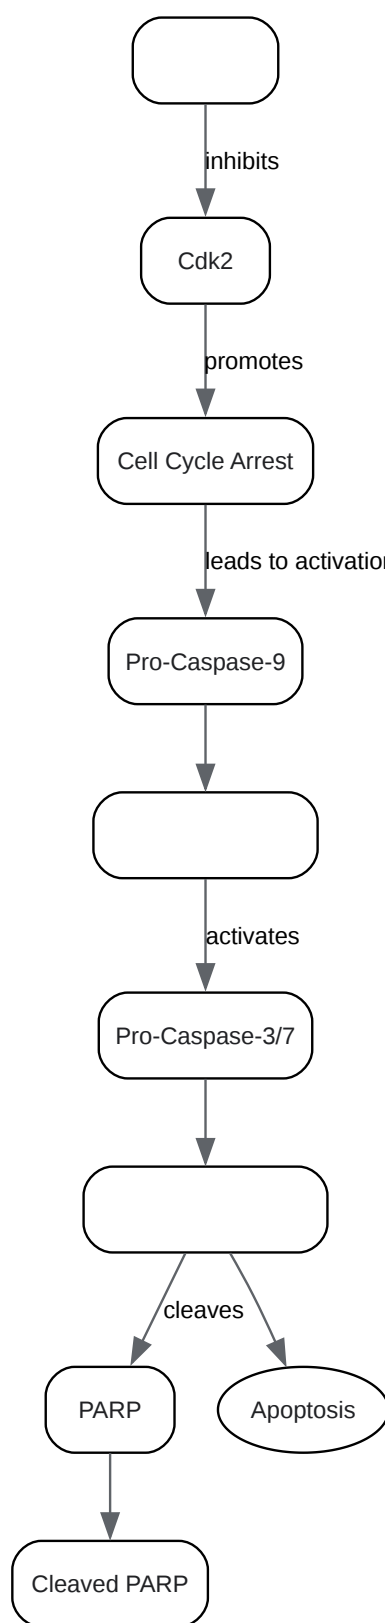 inhibits
Cdk2
promotes
Cell Cycle Arrest
leads to activation
Pro-Caspase-9
activates
Pro-Caspase-3/7
cleaves
PARP
Apoptosis
Cleaved PARP